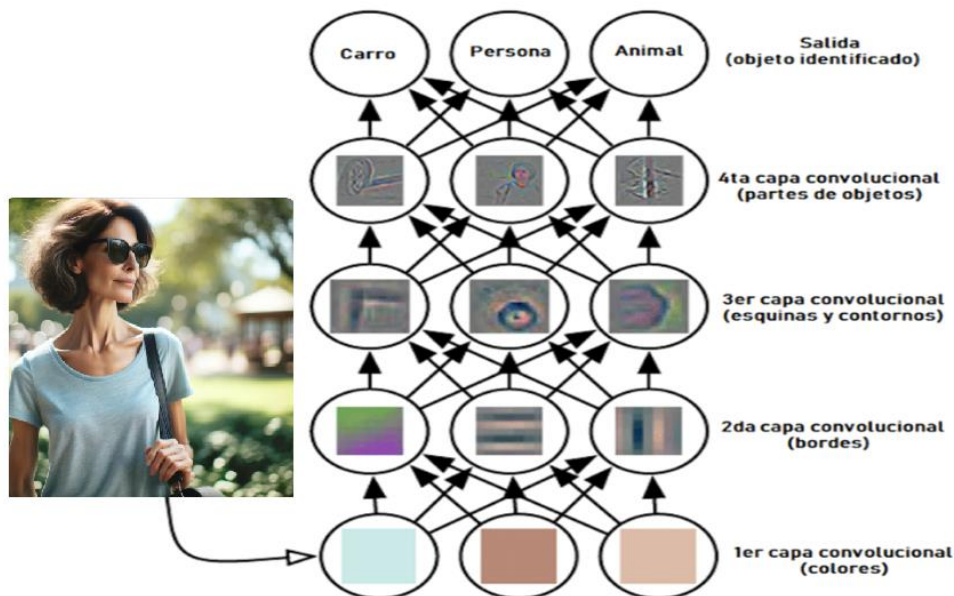 Carro
Persona
Animal
Salida
(objeto identificado)
4ta capa convolucional
(partes de objetos)
3er capa convolucional
(esquinas y contornos)
2da capa convolucional
(bordes)
1er capa convolucional
(colores)